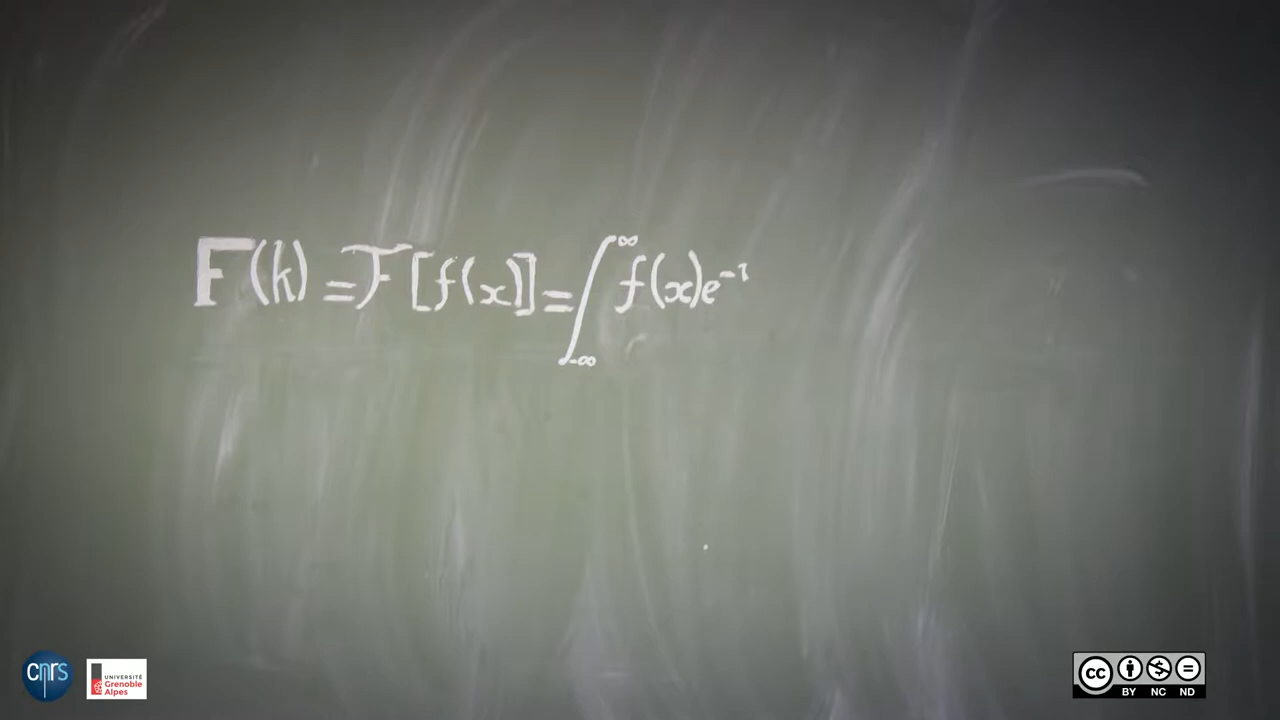 F(k) = F[f(x)] = ∫_{-∞}^{∞} f(x)e^{-
cnrs
UNIVERSITÉ
Grenoble
Alpes
cc
BY NC ND